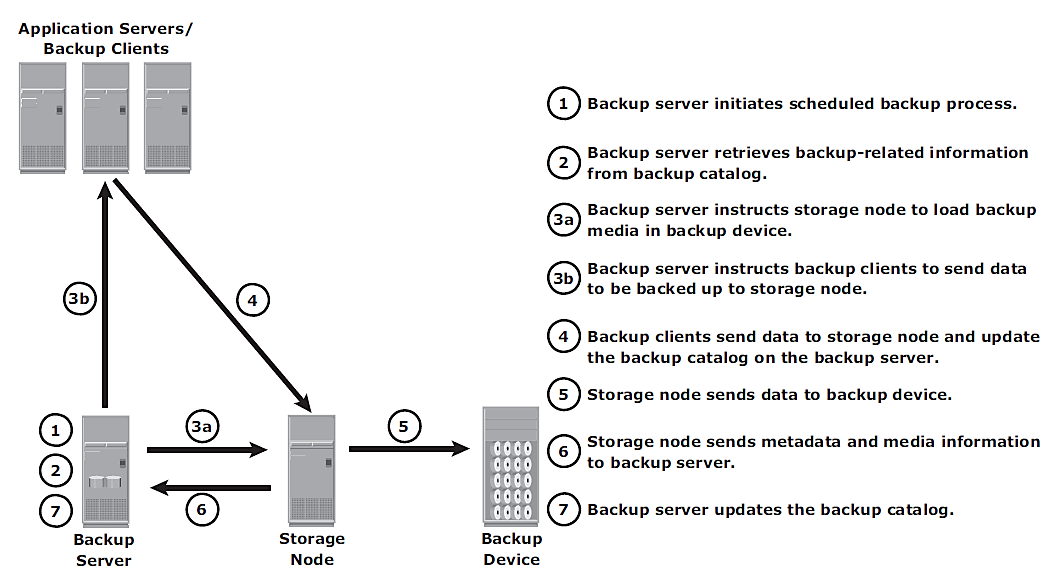 Application Servers/
Backup Clients
3b
4
1
2
7
3a
6
5
Backup
Server
Storage
Node
Backup
Device
1 Backup server initiates scheduled backup process.
2 Backup server retrieves backup-related information
from backup catalog.
3a Backup server instructs storage node to load backup
media in backup device.
3b Backup server instructs backup clients to send data
to be backed up to storage node.
4 Backup clients send data to storage node and update
the backup catalog on the backup server.
5 Storage node sends data to backup device.
6 Storage node sends metadata and media information
to backup server.
7 Backup server updates the backup catalog.